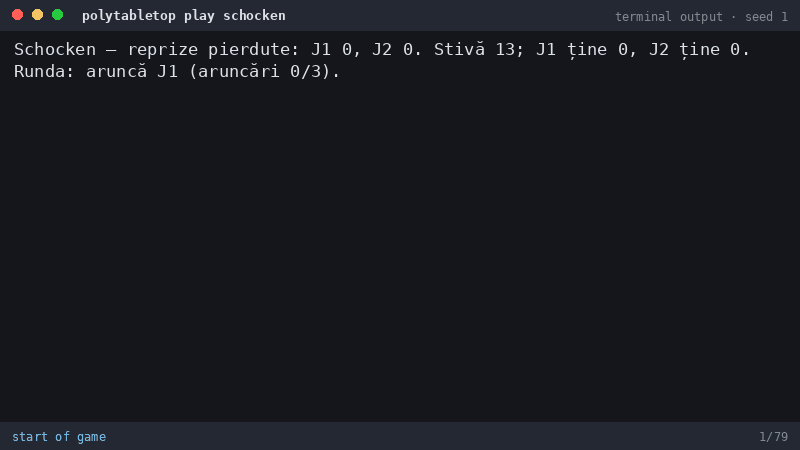 polytabletop play schocken
terminal output · seed 1
Schocken — reprize pierdute: J1 0, J2 0. Stivă 13; J1 ține 0, J2 ține 0.
Runda: aruncă J1 (aruncări 0/3).
start of game
1/79